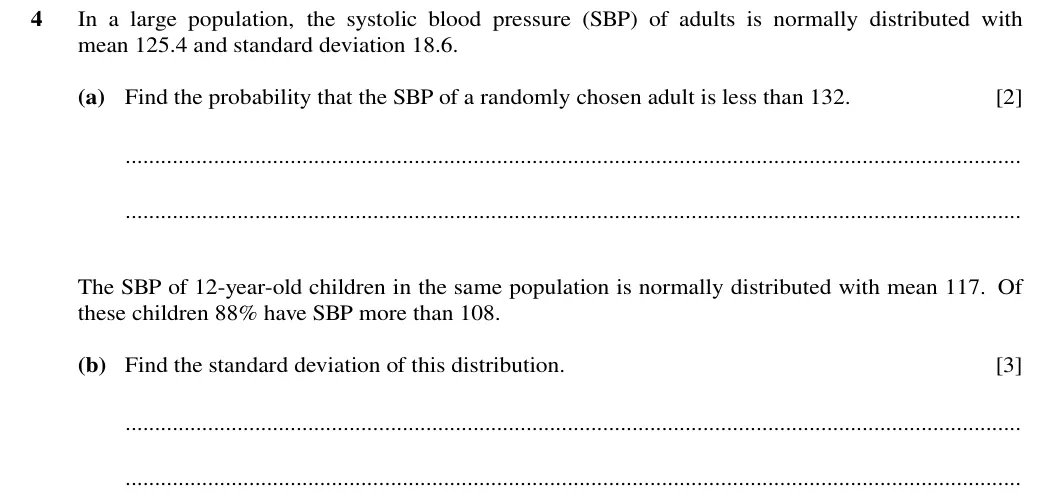 4 In a large population, the systolic blood pressure (SBP) of adults is normally distributed with
mean 125.4 and standard deviation 18.6.
(a) Find the probability that the SBP of a randomly chosen adult is less than 132. [2]
The SBP of 12-year-old children in the same population is normally distributed with mean 117. Of
these children 88% have SBP more than 108.
(b) Find the standard deviation of this distribution. [3]